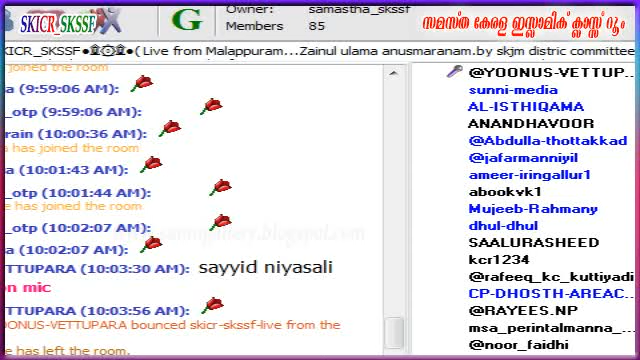 SKICR_SKSSF
G
Owner: samastha_skssf
Members 85
സമസ്ത കേരള ഇസ്ലാമിക് ക്ലാസ്സ് റൂം
KICR_SKSSF ( Live from Malappuram...Zainul ulama anusmaranam.by skjm distric committee
joined the room
a (9:59:06 AM):
_otp (9:59:06 AM):
rain (10:00:36 AM):
has joined the room
a (10:01:43 AM):
_otp (10:01:44 AM):
e has joined the room
_otp (10:02:07 AM):
sa (10:02:07 AM):
TTUPARA (10:03:30 AM): sayyid niyasali
on mic
TTUPARA (10:03:56 AM):
OONUS-VETTUPARA bounced skicr-skssf-live from the
e has left the room.
@YOONUS-VETTUP...
sunni-media
AL-ISTHIQAMA
ANANDHAVOOR
@Abdulla-thottakkad
@jafarmanniyil
ameer-iringallur1
abookvk1
Mujeeb-Rahmany
dhul-dhul
SAALURASHEED
kcr1234
@rafeeq_kc_kuttiyadi
CP-DHOSTH-AREAC...
@RAYEES.NP
msa_perintalmanna_...
@noor_faidhi